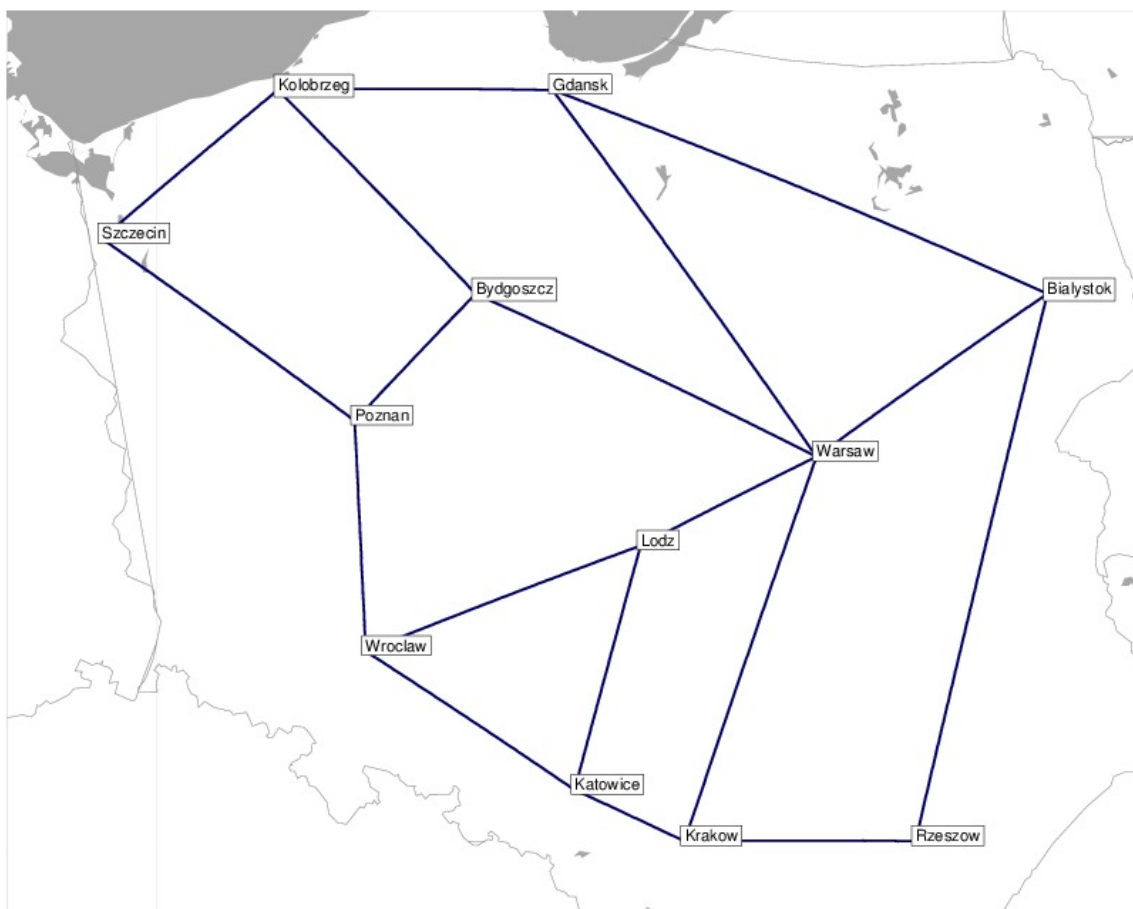 Kolobrzeg
Gdansk
Szczecin
Bydgoszcz
Bialystok
Poznan
Warsaw
Lodz
Wroclaw
Katowice
Krakow
Rzeszow